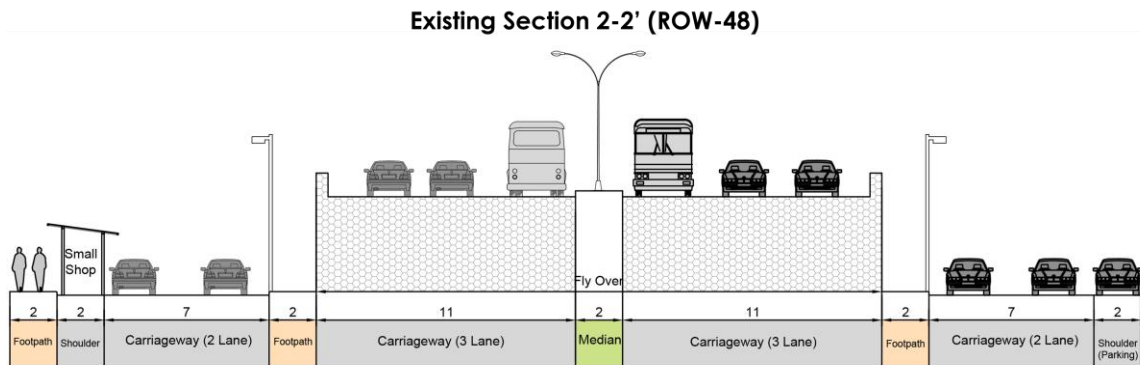 Existing Section 2-2' (ROW-48)
Small
Shop
Fly Over
2 2 7 2 11 2 11 2 7 2
Footpath Shoulder Carriageway (2 Lane) Footpath Carriageway (3 Lane) Median Carriageway (3 Lane) Footpath Carriageway (2 Lane) Shoulder
(Parking)